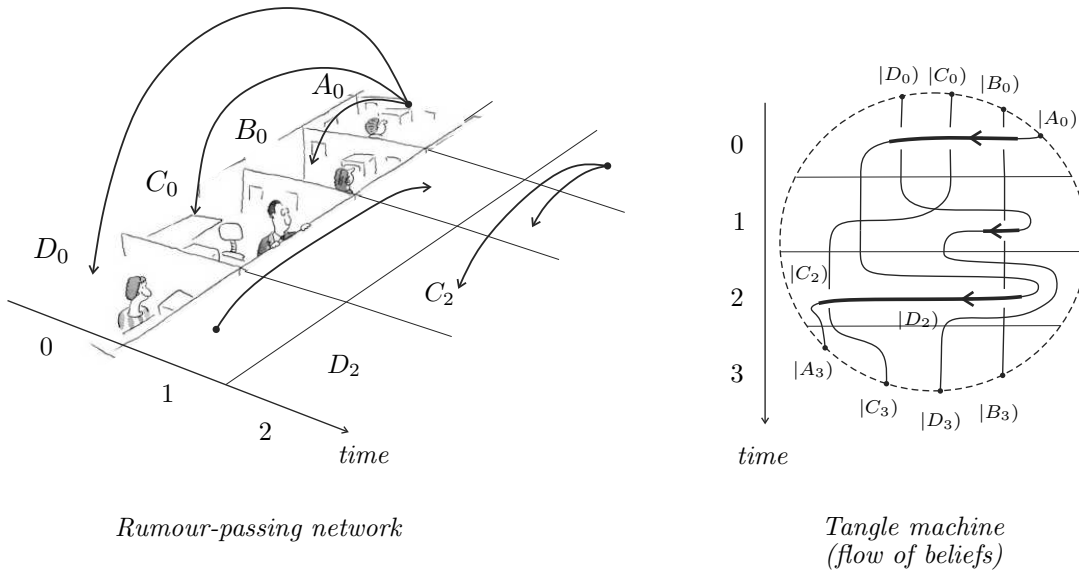 A₀
B₀
C₀
D₀
C₂
D₂
0
1
2
time
Rumour-passing network
|D₀)
|C₀)
|B₀)
|A₀)
0
1
|C₂)
2
|D₂)
3
|A₃)
|C₃)
|D₃)
|B₃)
time
Tangle machine
(flow of beliefs)